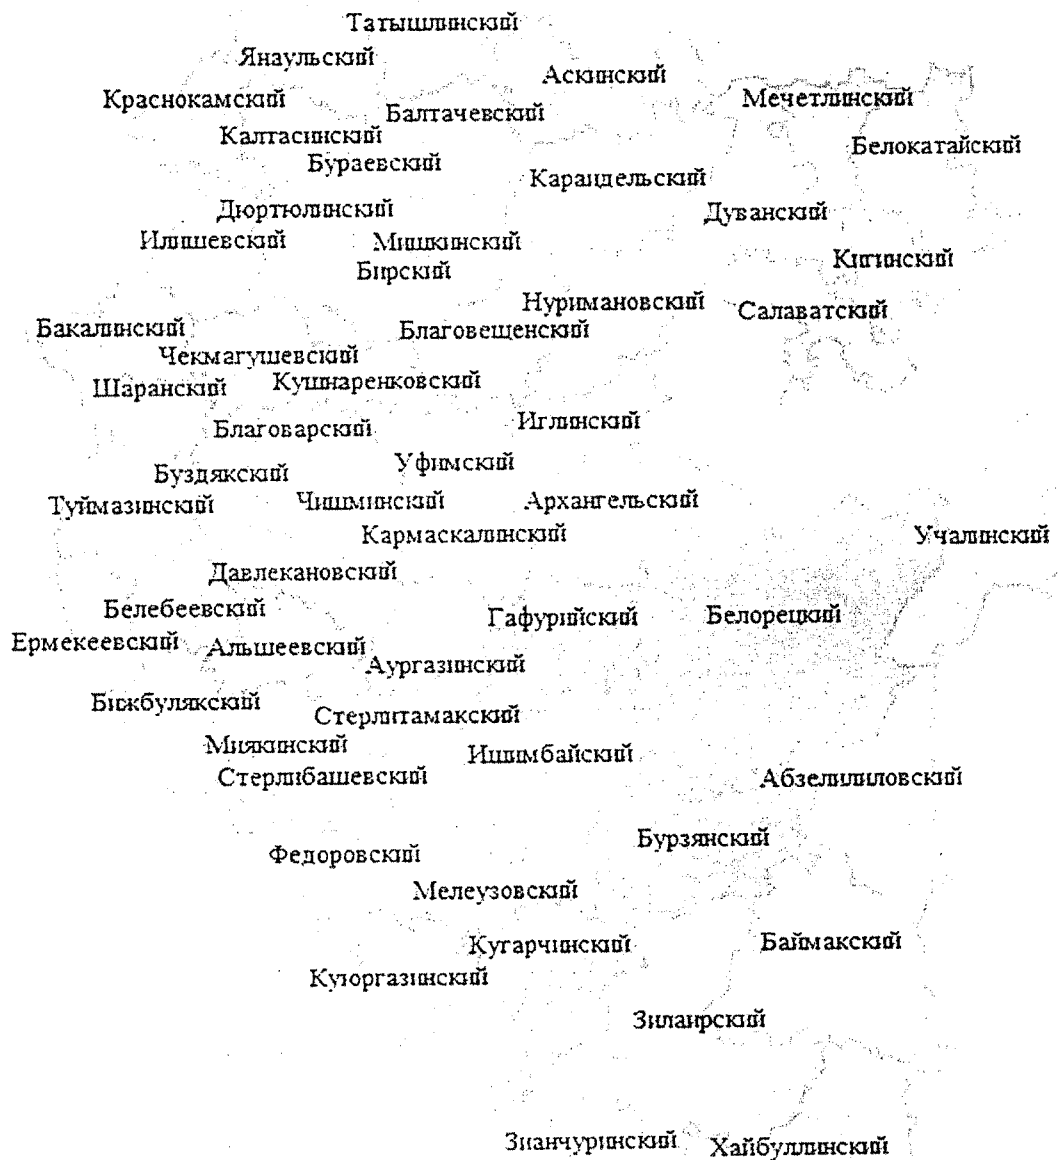 Татышлинский
Янаульский
Аскинский
Краснокамский
Мечетлинский
Балтачевский
Калтасинский
Белокатайский
Бураевский
Караидельский
Дюртюлинский
Дуванский
Илишевский
Мишкинский
Кигинский
Бирский
Нуримановский
Салаватский
Бакалинский
Благовещенский
Чекмагушевский
Шаранский
Кушнаренковский
Иглинский
Благоварский
Уфимский
Буздякский
Туймазинский
Чишминский
Архангельский
Кармаскалинский
Учалинский
Давлекановский
Белебеевский
Гафурийский
Белорецкий
Ермекеевский
Альшеевский
Аургазинский
Бижбулякский
Стерлитамакский
Миякинский
Ишимбайский
Стерлибашевский
Абзелилиловский
Бурзянский
Федоровский
Мелеузовский
Кугарчинский
Баймакский
Куюргазинский
Зилаирский
Зианчуринский
Хайбуллинский